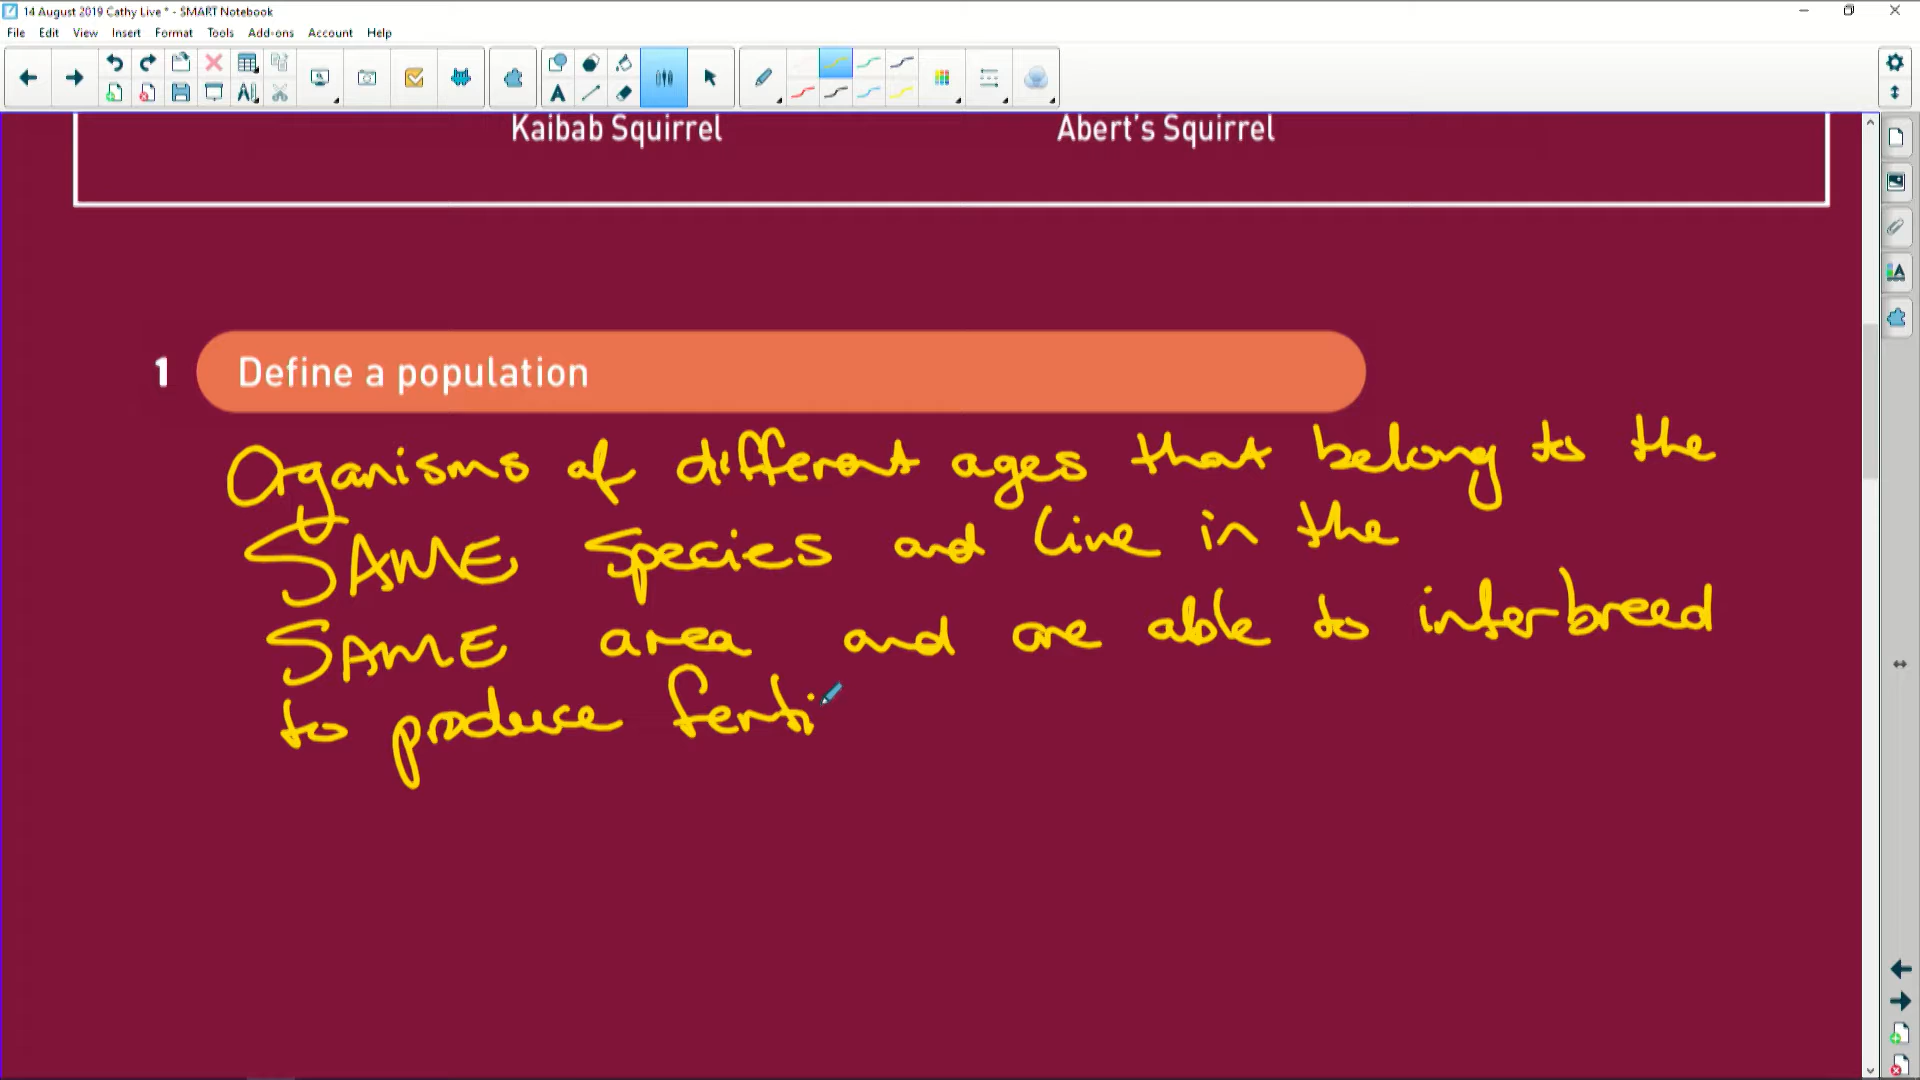 14 August 2019 Cathy Live * - SMART Notebook
File Edit View Insert Format Tools Add-ons Account Help
Kaibab Squirrel Abert's Squirrel
1 Define a population
Organisms of different ages that belong to the
SAME species and live in the
SAME area and are able to interbreed
to produce ferti